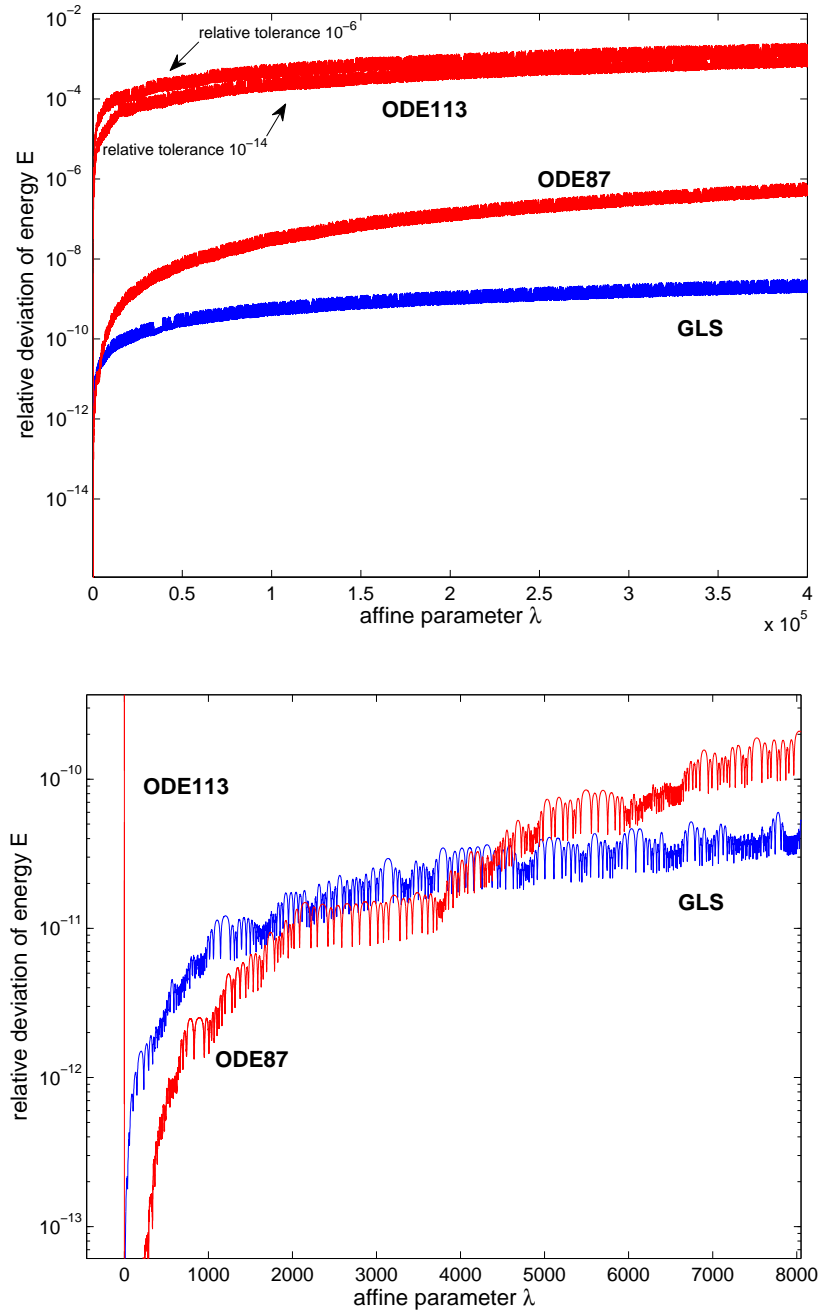 10^−2
relative tolerance 10^−6
10^−4
ODE113
relative tolerance 10^−14
10^−6
ODE87
10^−8
10^−10
GLS
10^−12
10^−14
relative deviation of energy E
0 0.5 1 1.5 2 2.5 3 3.5 4
affine parameter λ
x 10^5
10^−10
ODE113
10^−11
GLS
10^−12
ODE87
10^−13
relative deviation of energy E
0 1000 2000 3000 4000 5000 6000 7000 8000
affine parameter λ